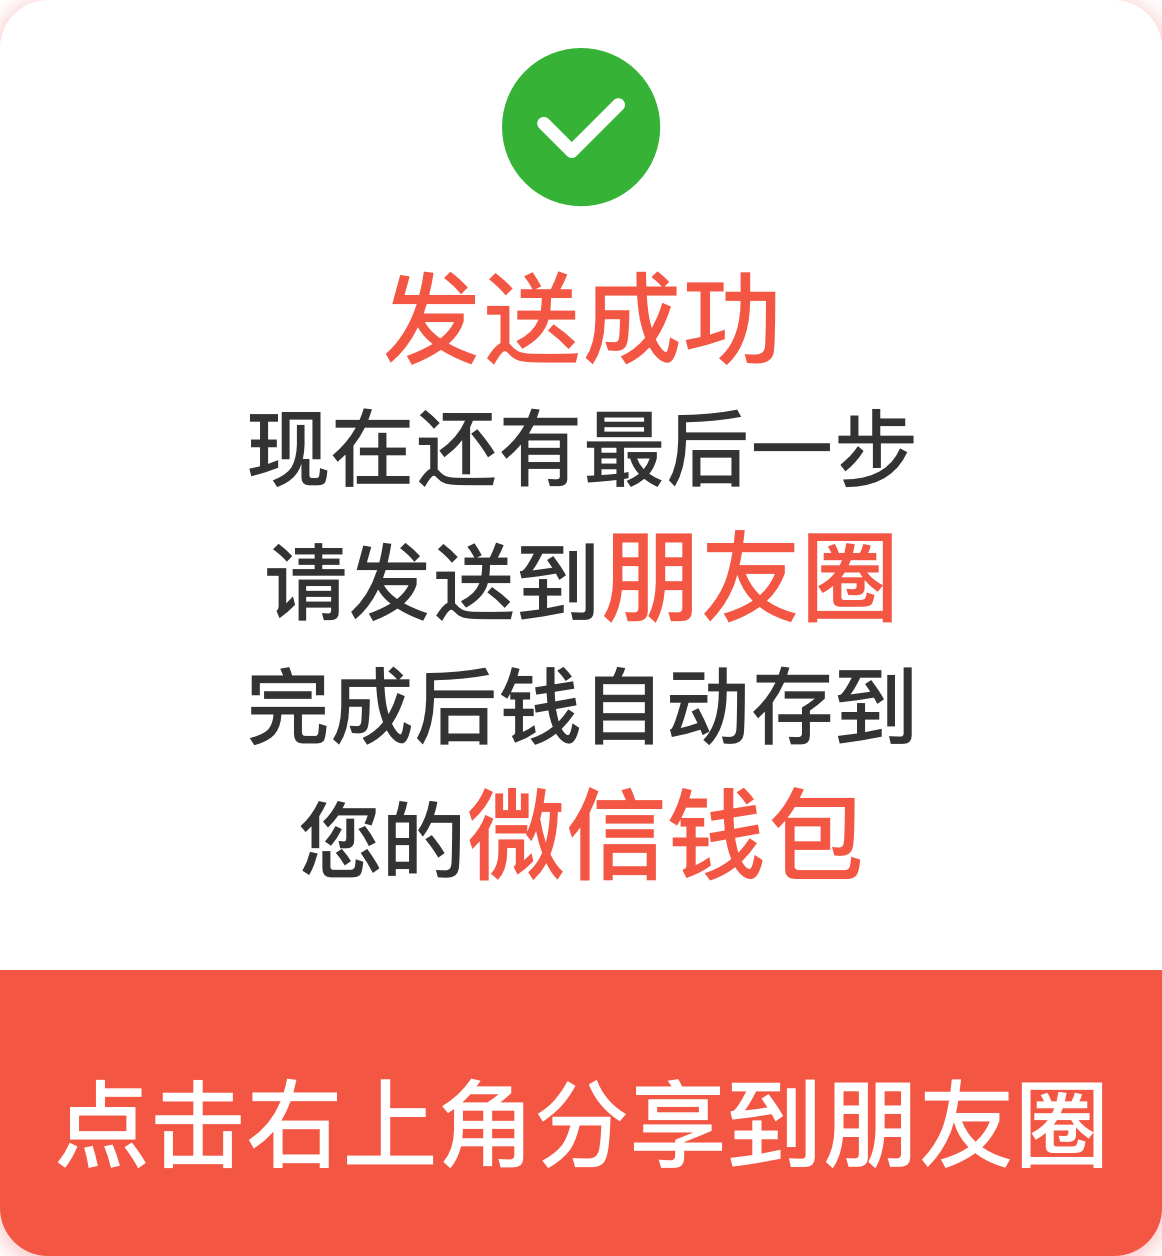 发送成功
现在还有最后一步
请发送到朋友圈
完成后钱自动存到
您的微信钱包
点击右上角分享到朋友圈